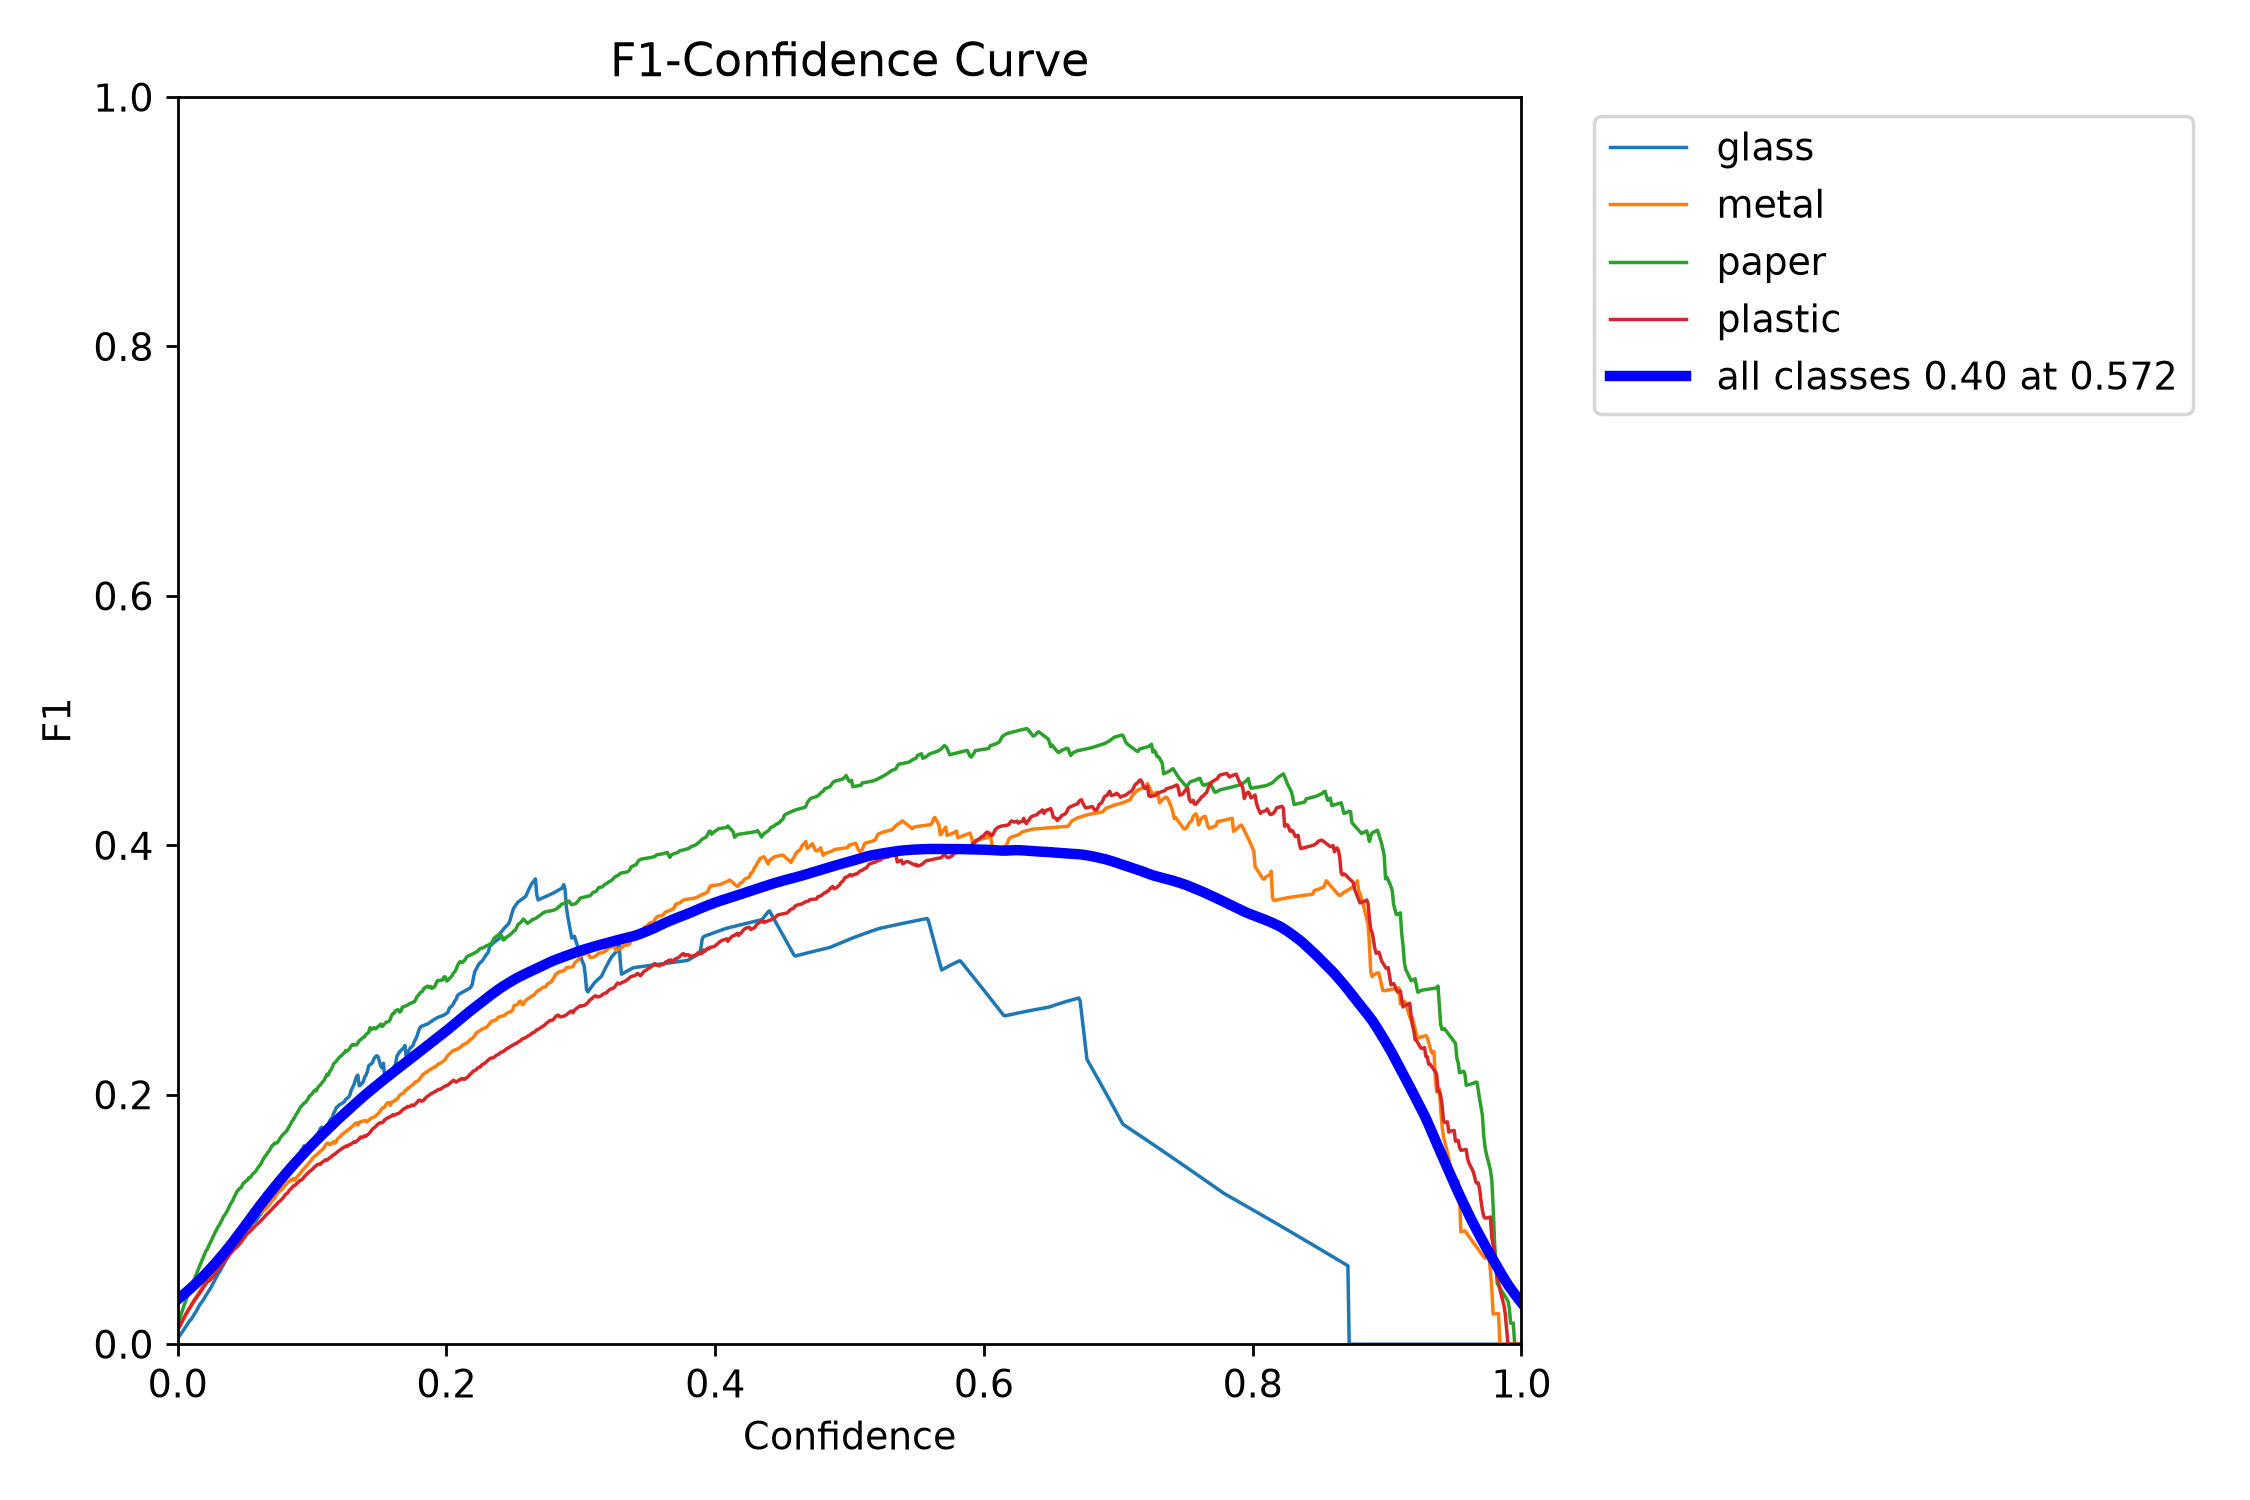 F1-Confidence Curve
1.0
0.8
0.6
0.4
0.2
0.0
F1
0.0 0.2 0.4 0.6 0.8 1.0
Confidence
glass
metal
paper
plastic
all classes 0.40 at 0.572